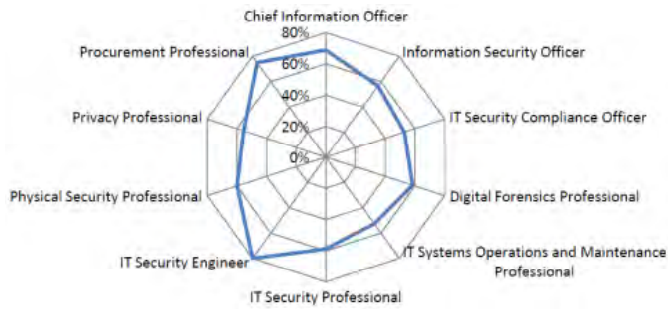 Chief Information Officer
80%
Procurement Professional
Information Security Officer
60%
40%
Privacy Professional
IT Security Compliance Officer
20%
0%
Physical Security Professional
Digital Forensics Professional
IT Security Engineer
IT Systems Operations and Maintenance
Professional
IT Security Professional